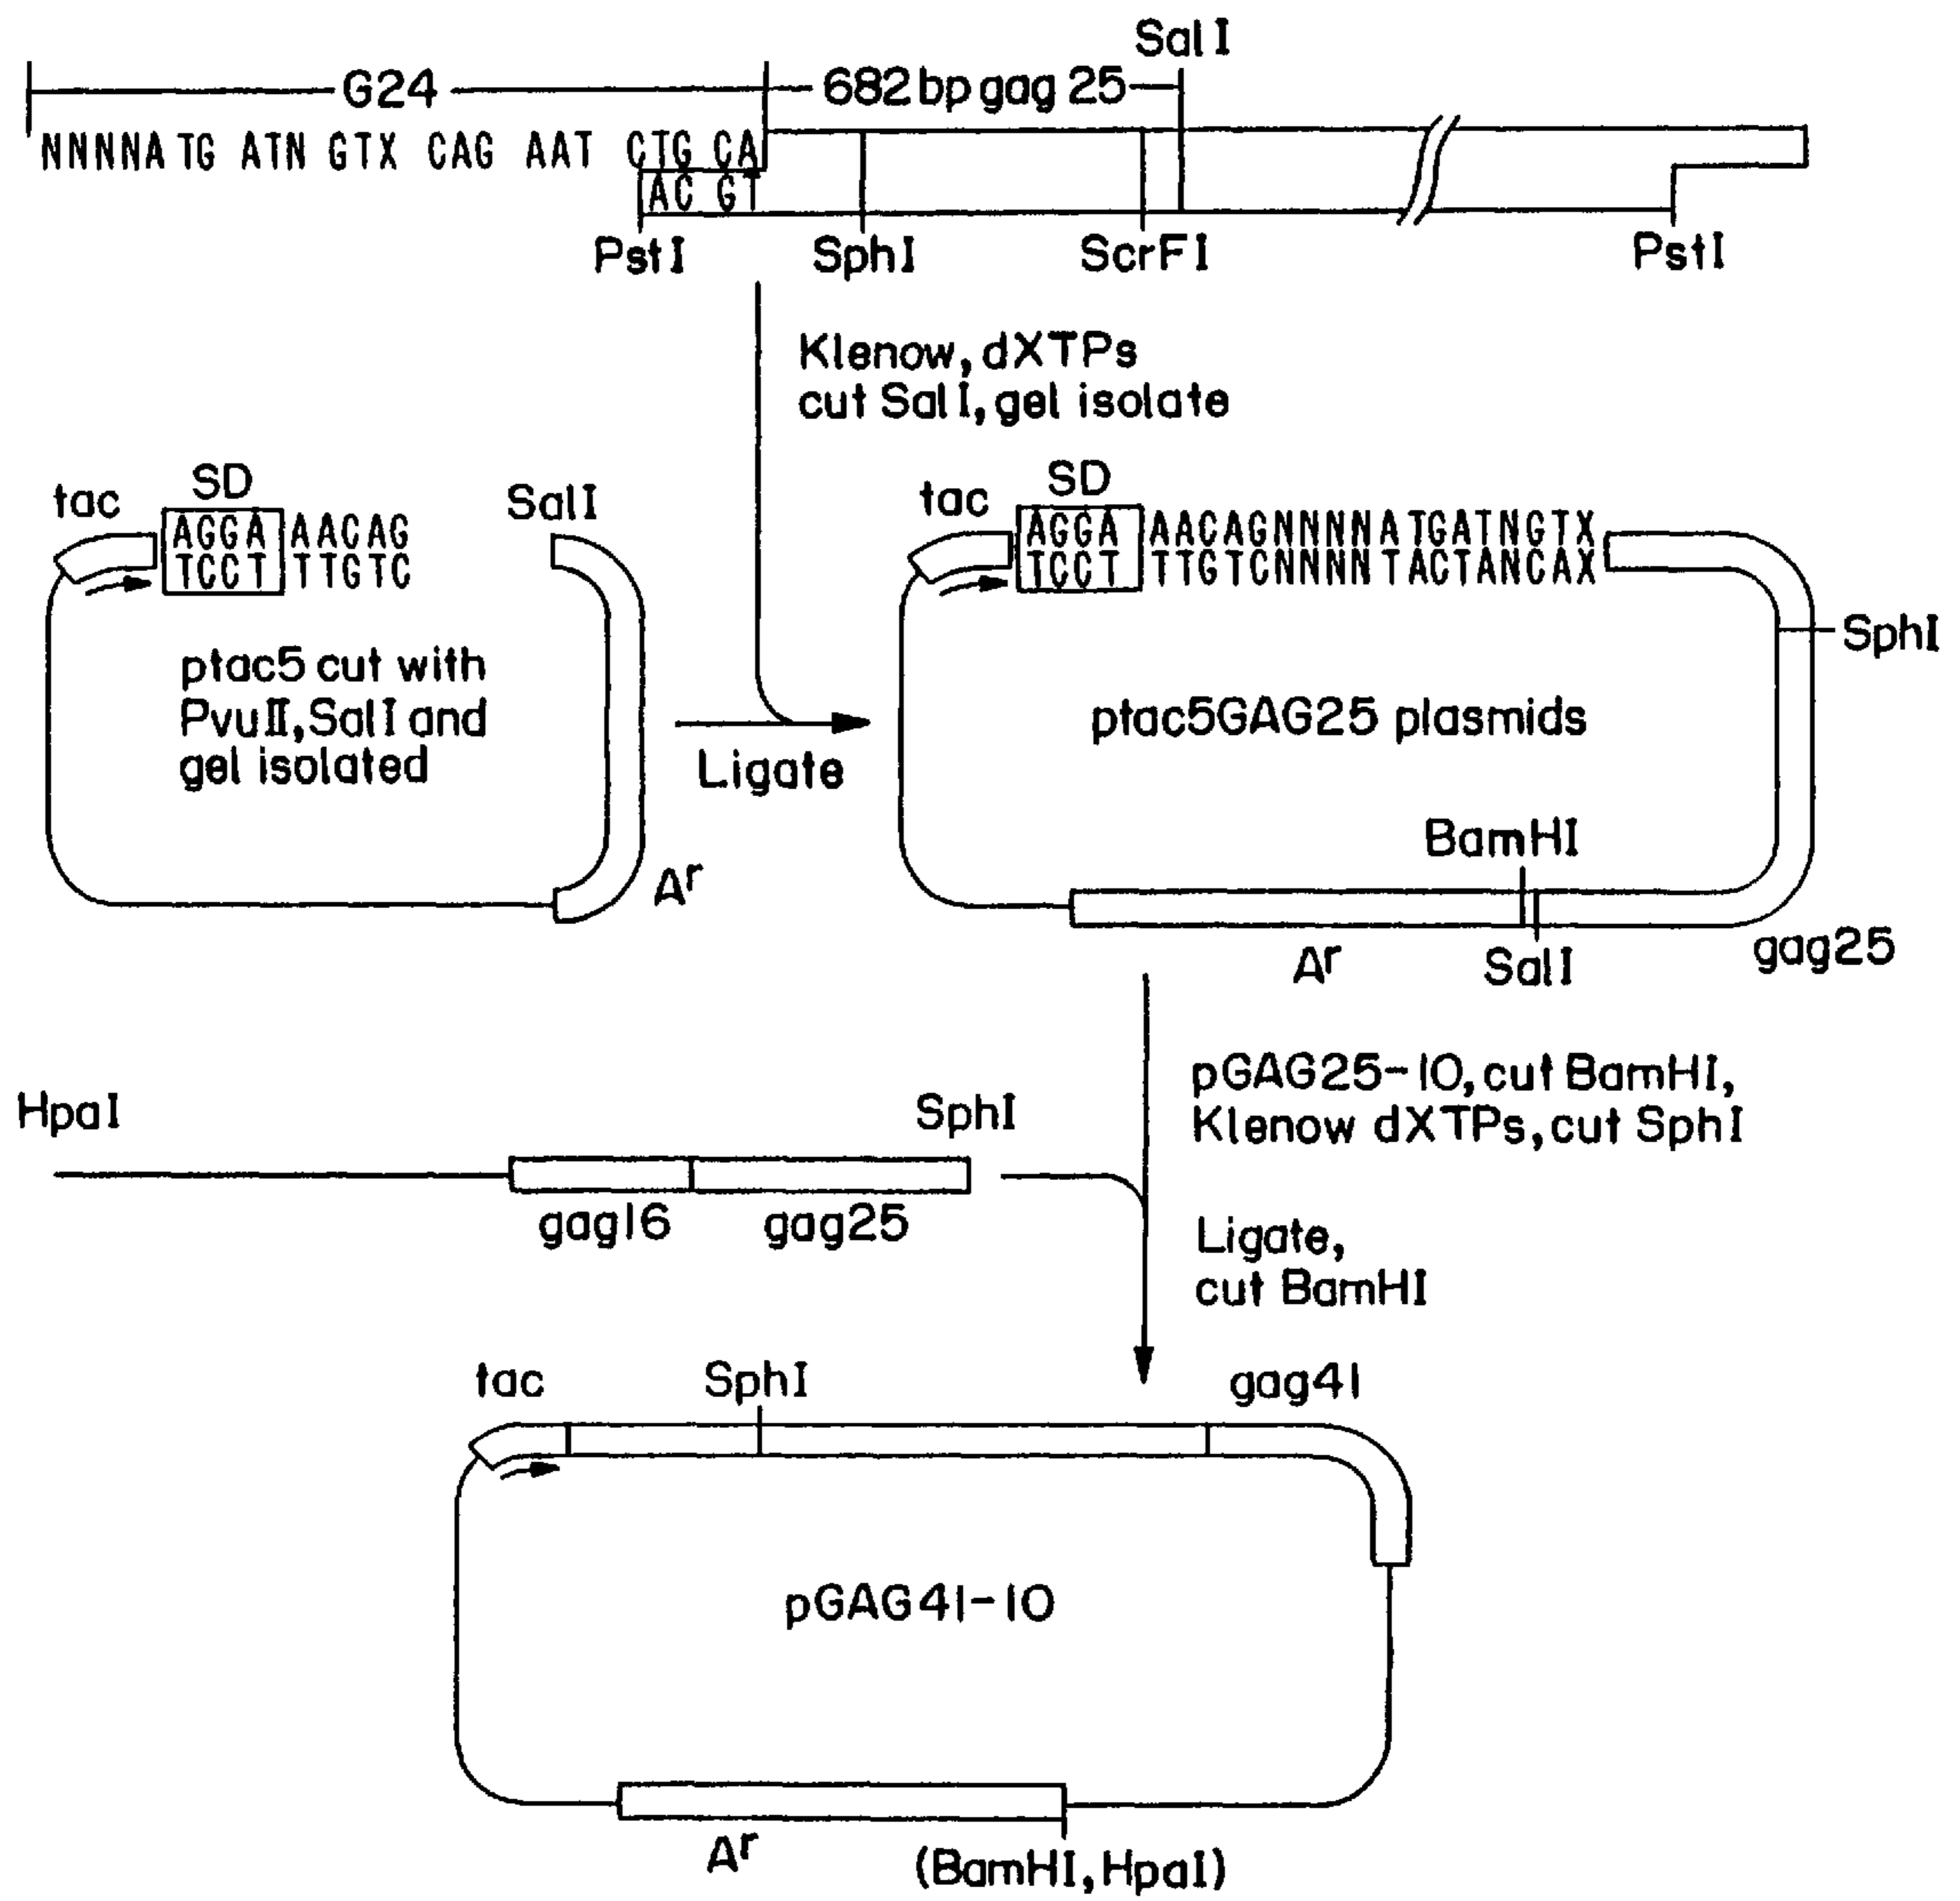 SalI
G24
682bp gag 25
NNNNATG ATN GTX CAG AAT CTG CA
AC GT
PstI
SphI
ScrFI
PstI
Klenow, dXTPs
cut SalI, gel isolate
tac
SD
AGGA AACAG
TCCT TTGTC
SalI
ptac5 cut with
PvuII, SalI and
gel isolated
Ar
Ligate
tac
SD
AGGA AACAGNNNNATGATNGTX
TCCT TTGTCNNNNTACTANCAX
SphI
ptac5GAG25 plasmids
BamHI
Ar
SalI
gag25
pGAG25-10, cut BamHI,
Klenow dXTPs, cut SphI
HpaI
SphI
gag16
gag25
Ligate,
cut BamHI
tac
SphI
gag41
pGAG41-10
Ar
(BamHI, HpaI)